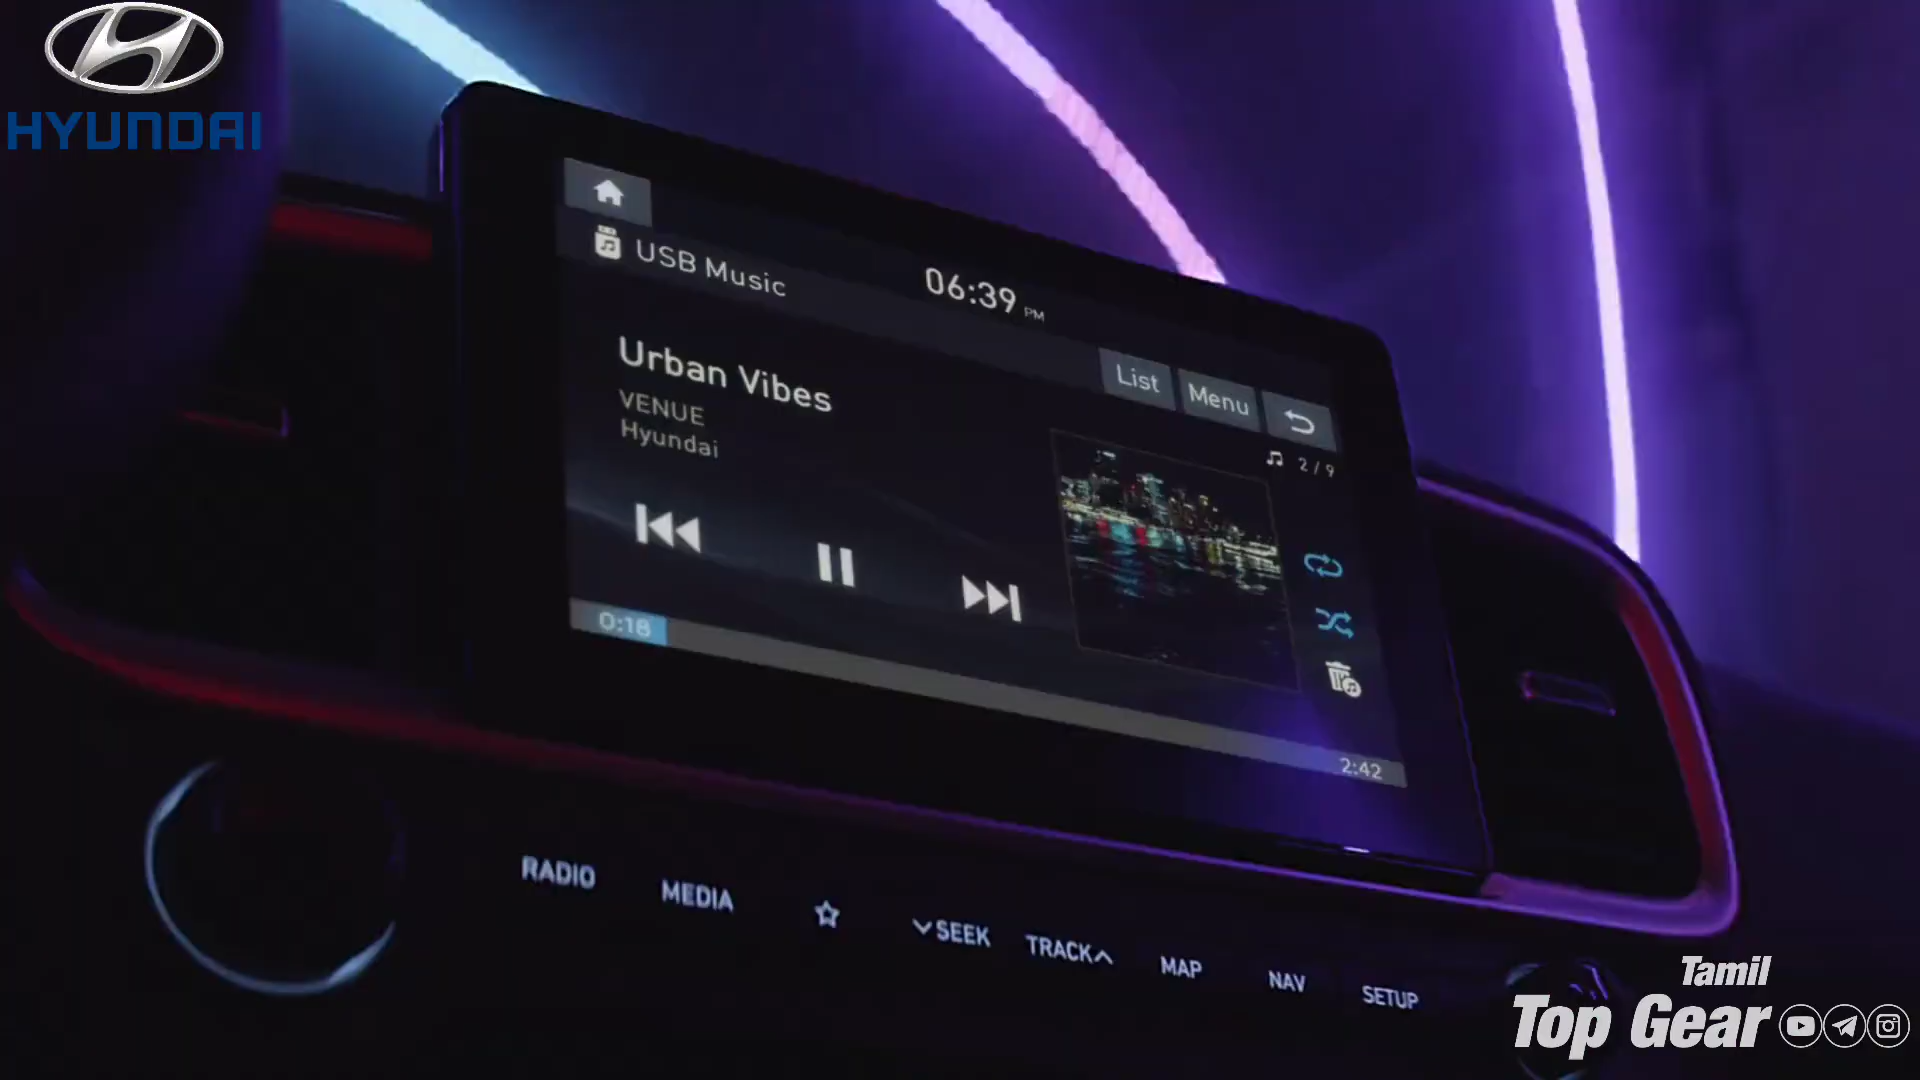 HYUNDAI
USB Music
06:39 PM
List Menu
Urban Vibes
VENUE
Hyundai
2/9
0:18
2:42
RADIO MEDIA SEEK TRACK MAP NAV SETUP
Tamil
Top Gear